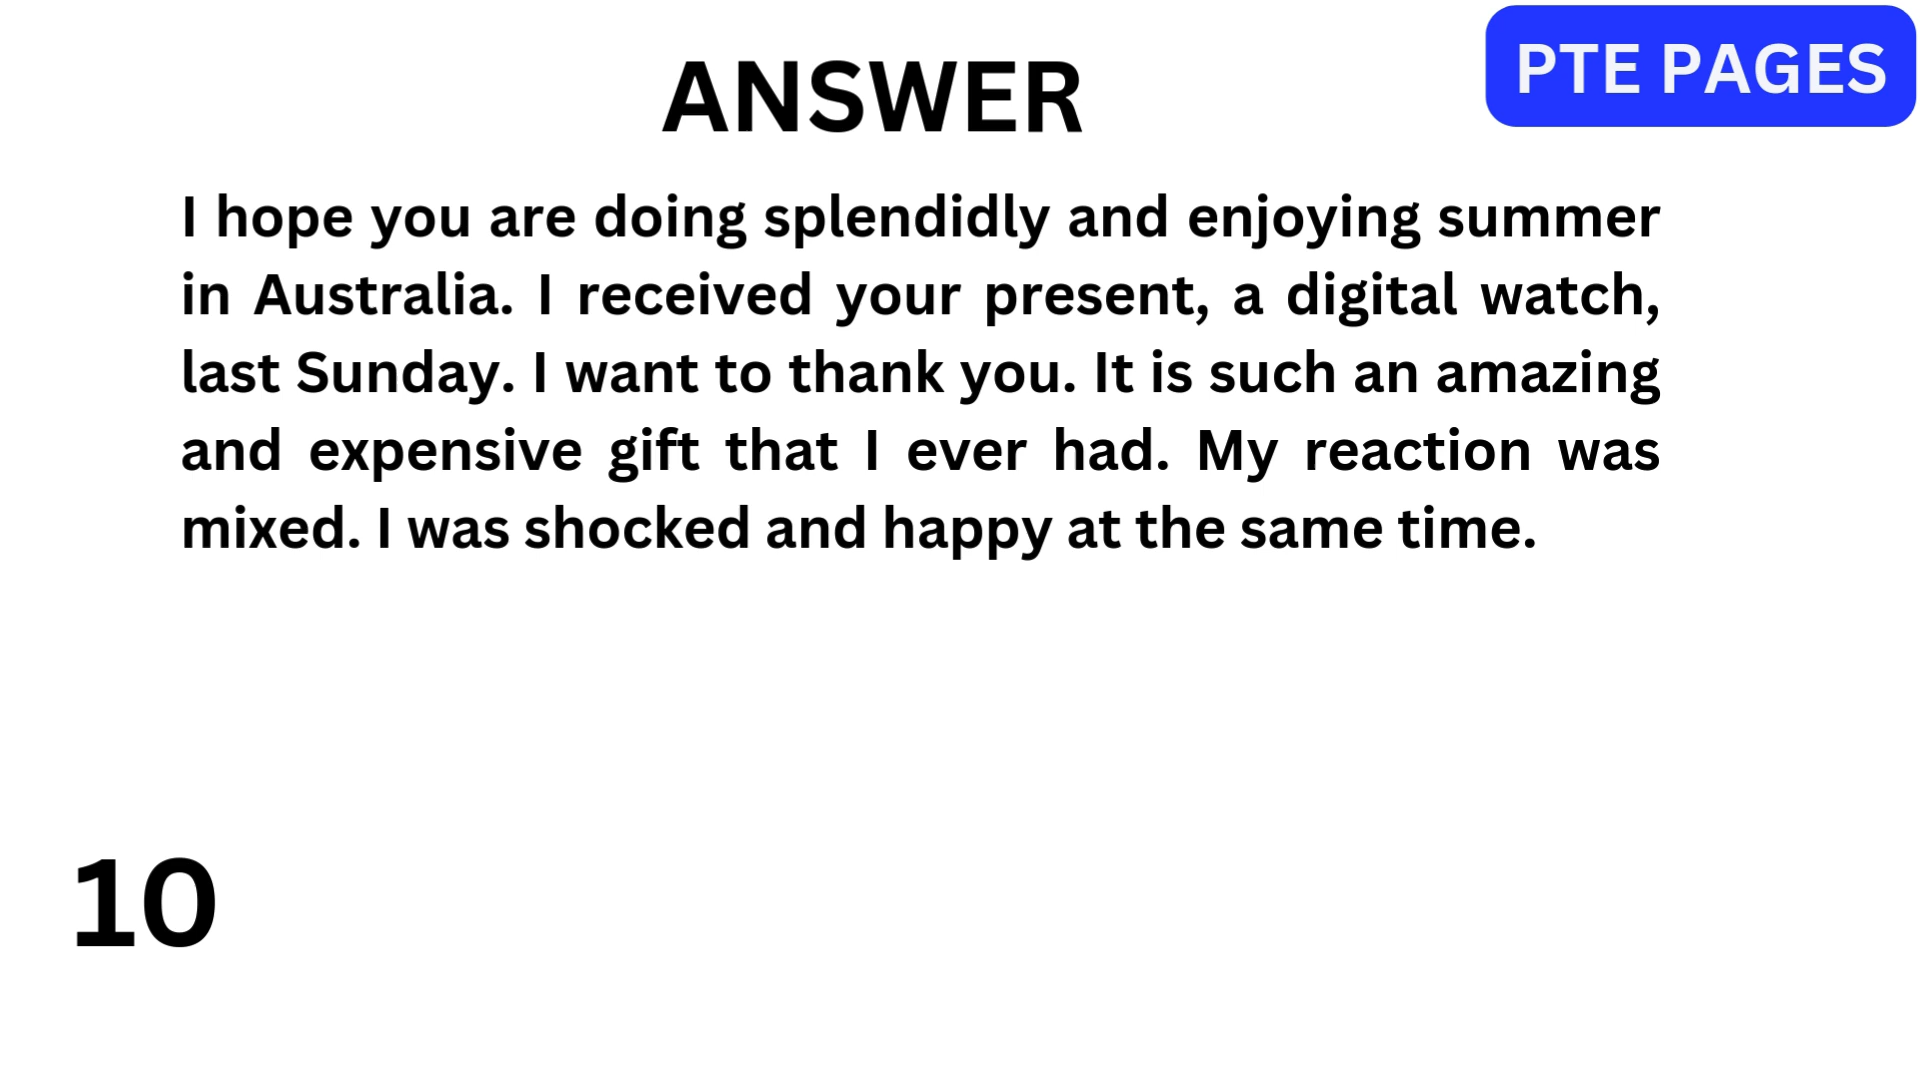 PTE PAGES
ANSWER
I hope you are doing splendidly and enjoying summer
in Australia. I received your present, a digital watch,
last Sunday. I want to thank you. It is such an amazing
and expensive gift that I ever had. My reaction was
mixed. I was shocked and happy at the same time.
10